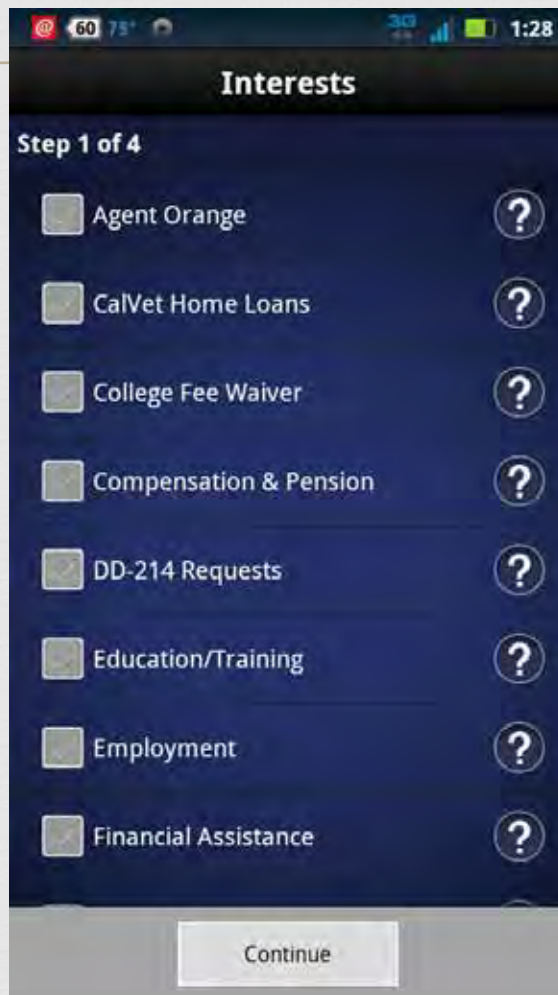 @ 60 75° 3G 1:28
Interests
Step 1 of 4
Agent Orange ?
CalVet Home Loans ?
College Fee Waiver ?
Compensation & Pension ?
DD-214 Requests ?
Education/Training ?
Employment ?
Financial Assistance ?
Continue